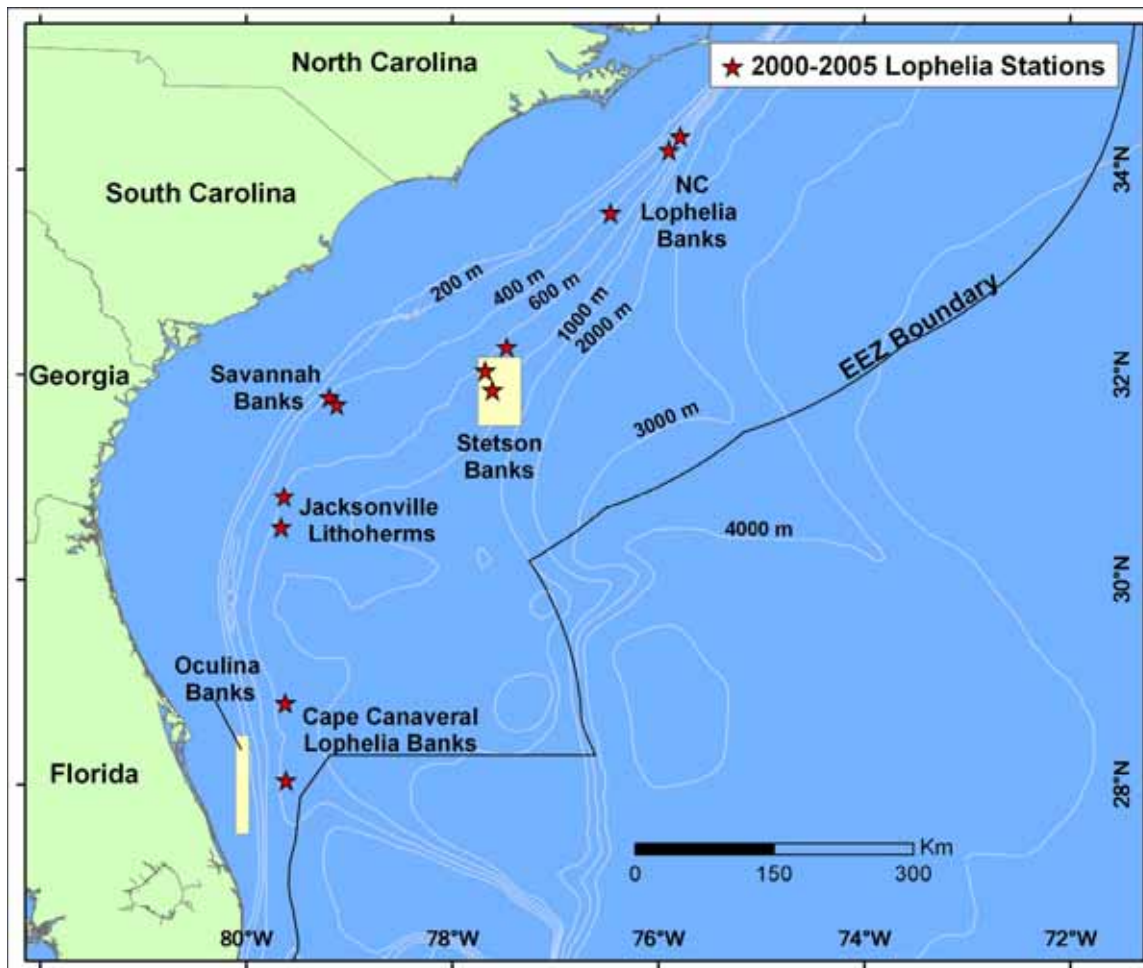 North Carolina
2000-2005 Lophelia Stations
34°N
South Carolina
NC
Lophelia
Banks
200 m
400 m
600 m
1000 m
2000 m
EEZ Boundary
32°N
Georgia
Savannah
Banks
3000 m
Stetson
Banks
Jacksonville
Lithoherms
4000 m
30°N
Oculina
Banks
Cape Canaveral
Lophelia Banks
Florida
28°N
Km
0
150
300
80°W
78°W
76°W
74°W
72°W